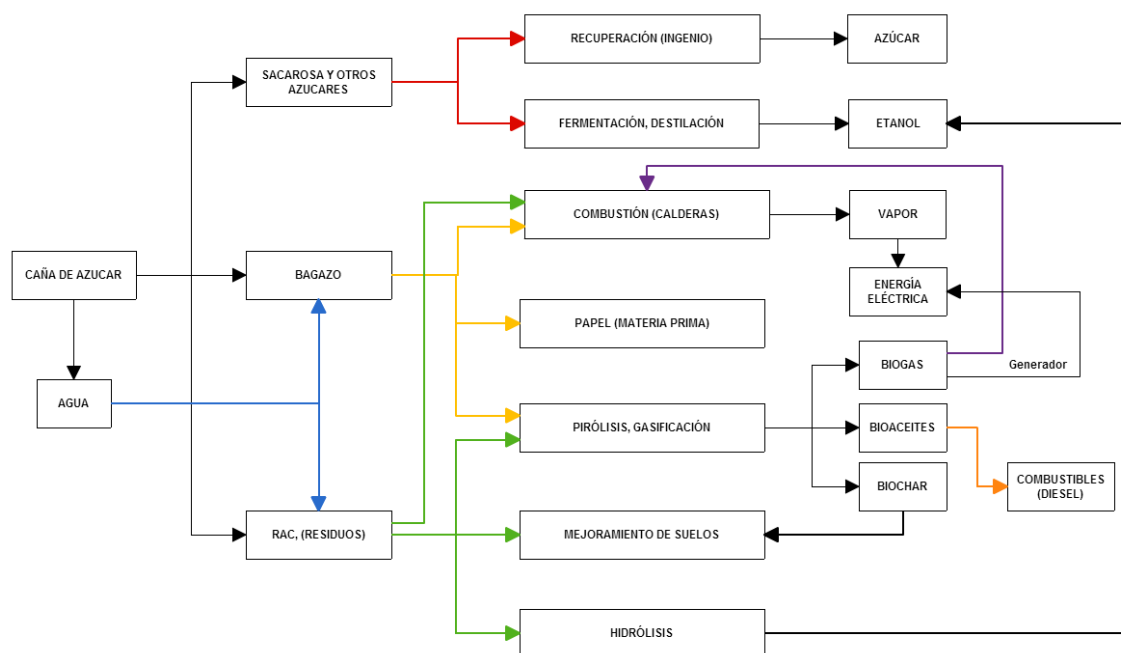 RECUPERACIÓN (INGENIO)
AZÚCAR
SACAROSA Y OTROS
AZUCARES
FERMENTACIÓN, DESTILACIÓN
ETANOL
COMBUSTIÓN (CALDERAS)
VAPOR
CAÑA DE AZUCAR
BAGAZO
ENERGÍA
ELÉCTRICA
PAPEL (MATERIA PRIMA)
BIOGAS
Generador
AGUA
PIRÓLISIS, GASIFICACIÓN
BIOACEITES
BIOCHAR
COMBUSTIBLES
(DIESEL)
RAC, (RESIDUOS)
MEJORAMIENTO DE SUELOS
HIDRÓLISIS